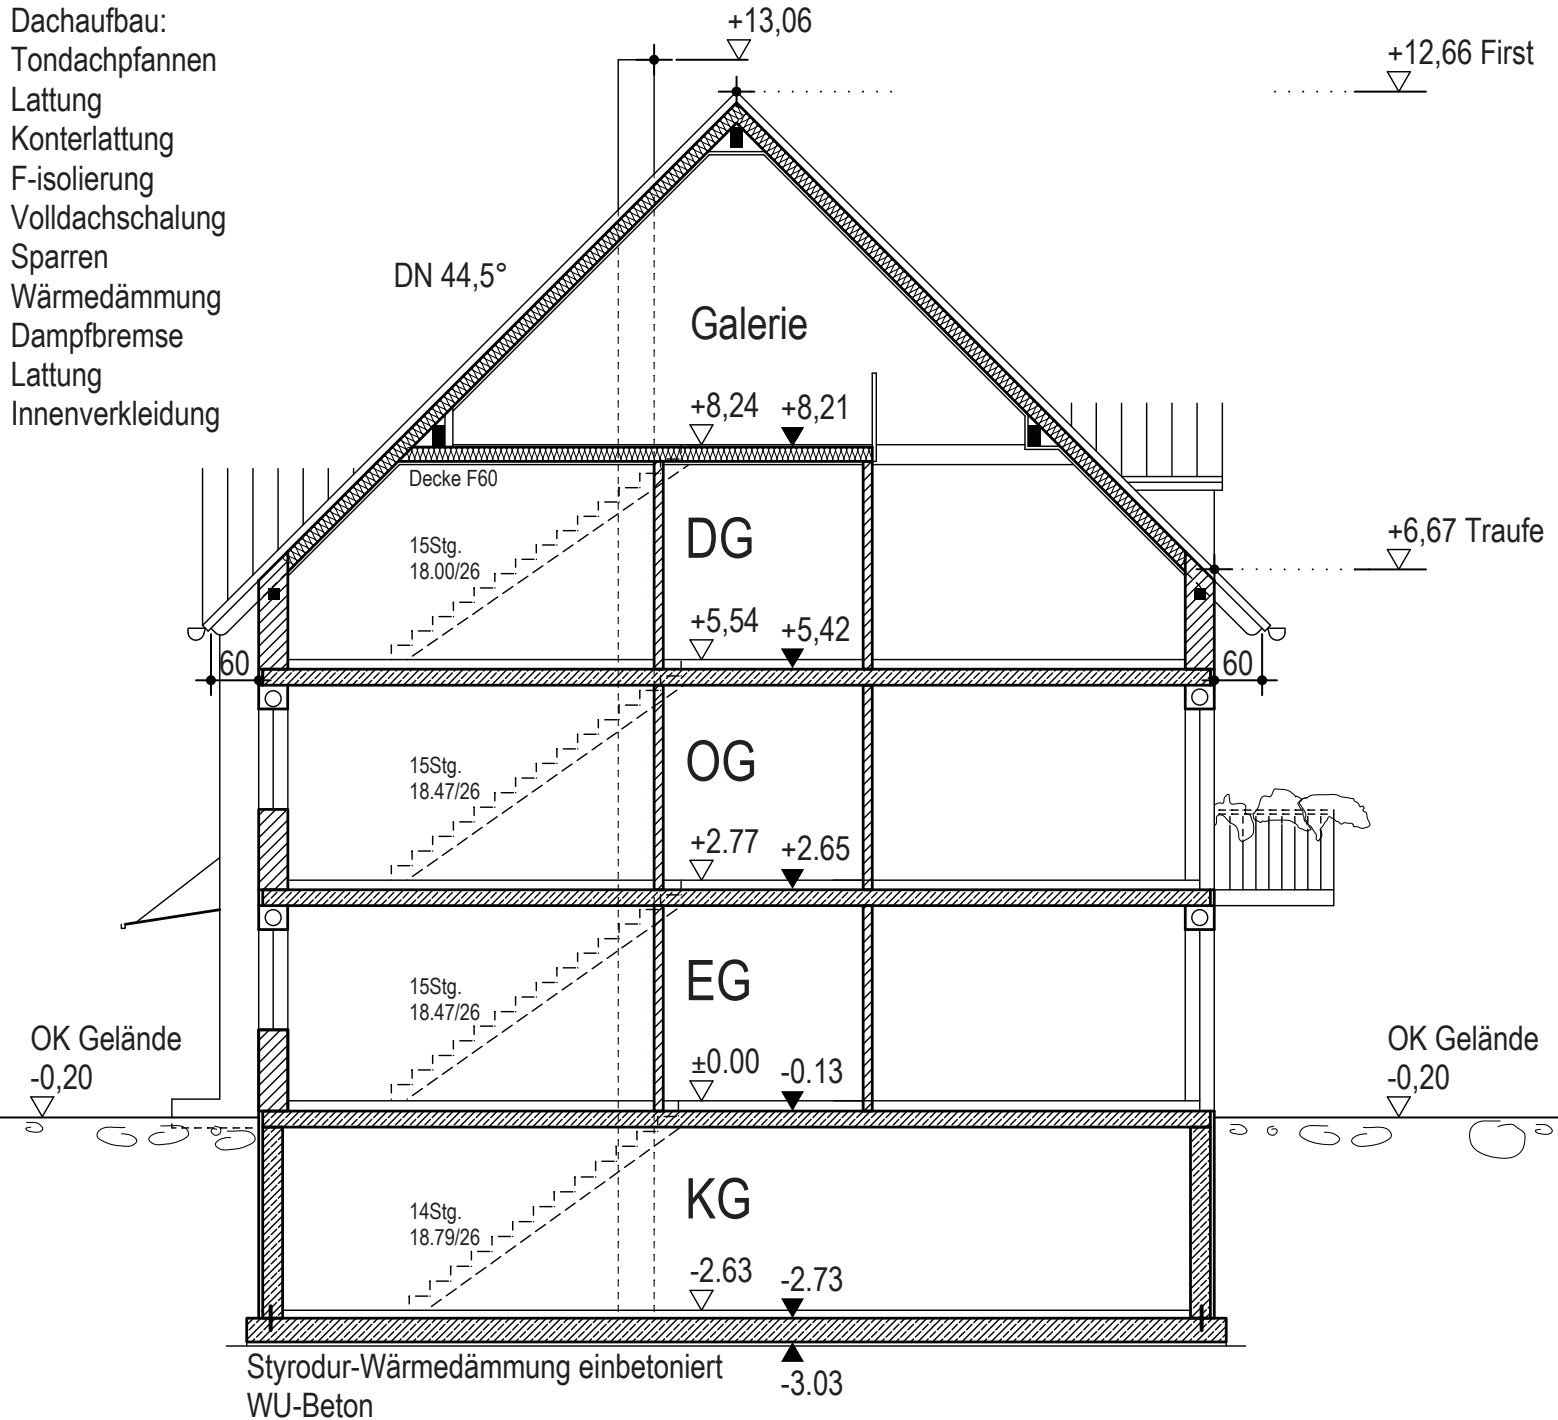 Dachaufbau:
Tondachpfannen
Lattung
Konterlattung
F-isolierung
Volldachschalung
Sparren
Wärmedämmung
Dampfbremse
Lattung
Innenverkleidung
+13,06
+12,66 First
DN 44,5°
Galerie
+8,24 +8,21
Decke F60
DG
15Stg.
18.00/26
+6,67 Traufe
+5,54 +5,42
60
60
OG
15Stg.
18.47/26
+2.77 +2.65
EG
15Stg.
18.47/26
±0.00 -0.13
OK Gelände
-0,20
OK Gelände
-0,20
KG
14Stg.
18.79/26
-2.63 -2.73
Styrodur-Wärmedämmung einbetoniert
WU-Beton
-3.03